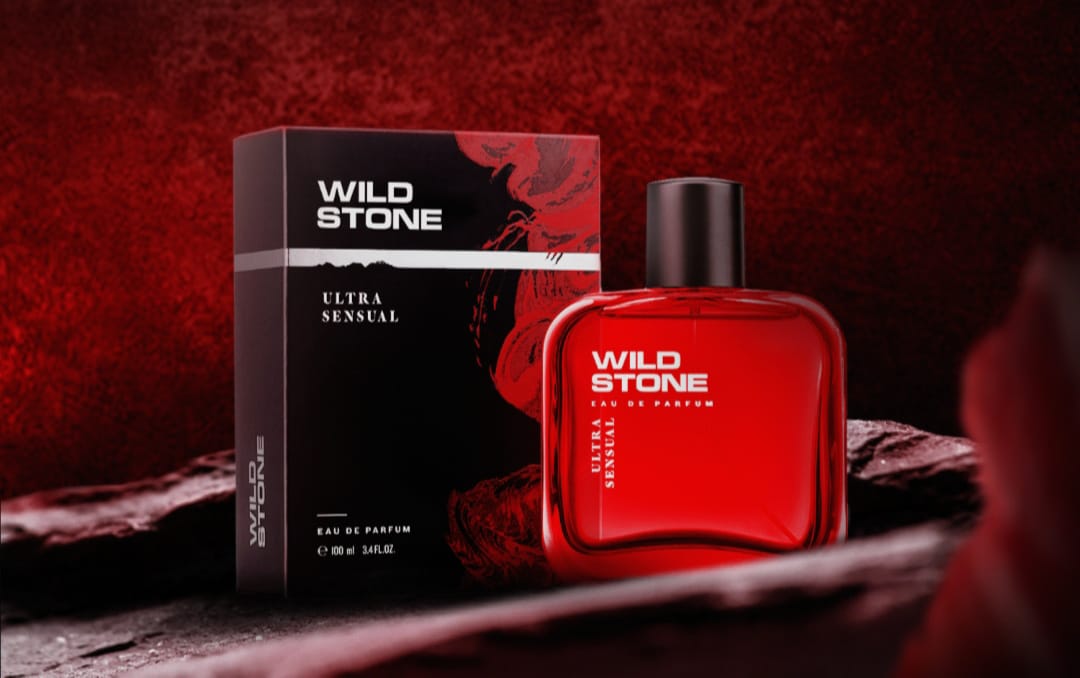 WILD
STONE
ULTRA
SENSUAL
EAU DE PARFUM
℮ 100 ml 3.4 FL.OZ.
WILD
STONE
WILD
STONE
EAU DE PARFUM
ULTRA
SENSUAL